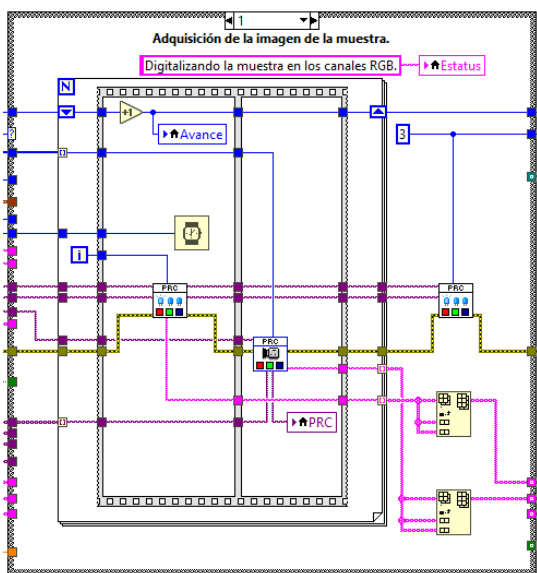 1
Adquisición de la imagen de la muestra.
Digitalizando la muestra en los canales RGB.
Estatus
N
+1
Avance
3
?
i
PRC
PRC
PRC
PRC